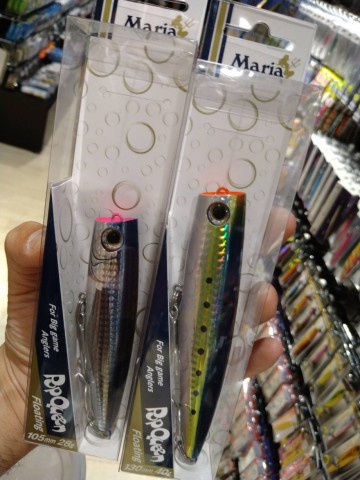 Maria
Maria
For Big game
Anglers
PopQueen
Floating
105mm 28g
For Big game
Anglers
PopQueen
Floating
130mm 40g